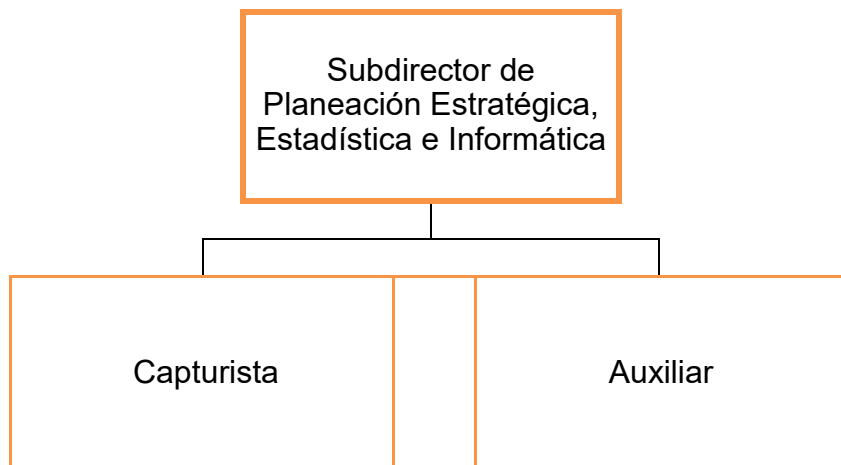 Subdirector de
Planeación Estratégica,
Estadística e Informática
Capturista
Auxiliar